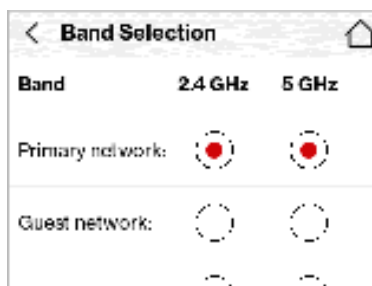 Band Selection
Band 2.4 GHz 5 GHz
Primary network:
Guest network: